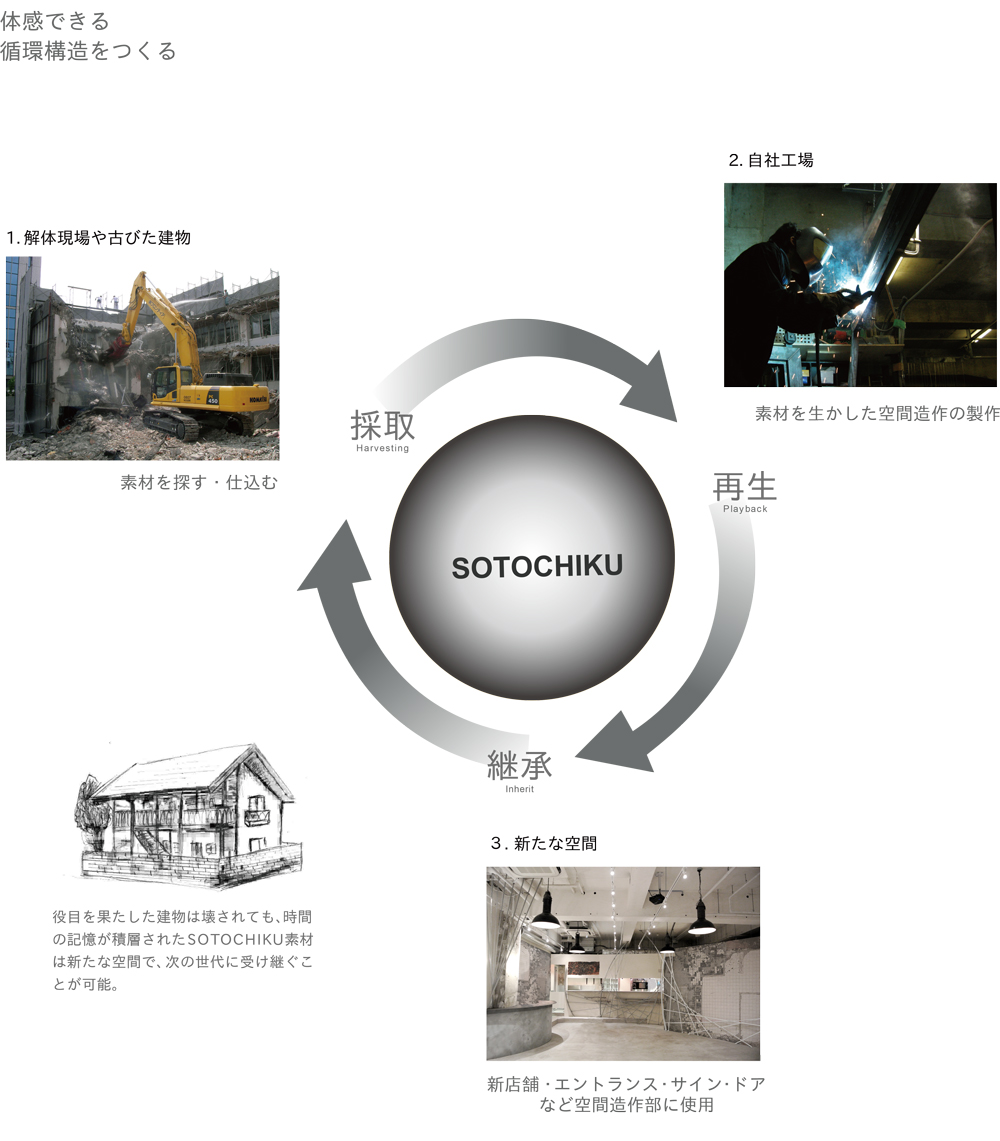 体感できる
循環構造をつくる
2. 自社工場
1. 解体現場や古びた建物
KOMATSU
PC
450
素材を生かした空間造作の製作
採取
Harvesting
素材を探す・仕込む
再生
Playback
SOTOCHIKU
継承
Inherit
3. 新たな空間
役目を果たした建物は壊されても、時間
の記憶が積層されたSOTOCHIKU素材
は新たな空間で、次の世代に受け継ぐこ
とが可能。
新店舗・エントランス・サイン・ドア
など空間造作部に使用